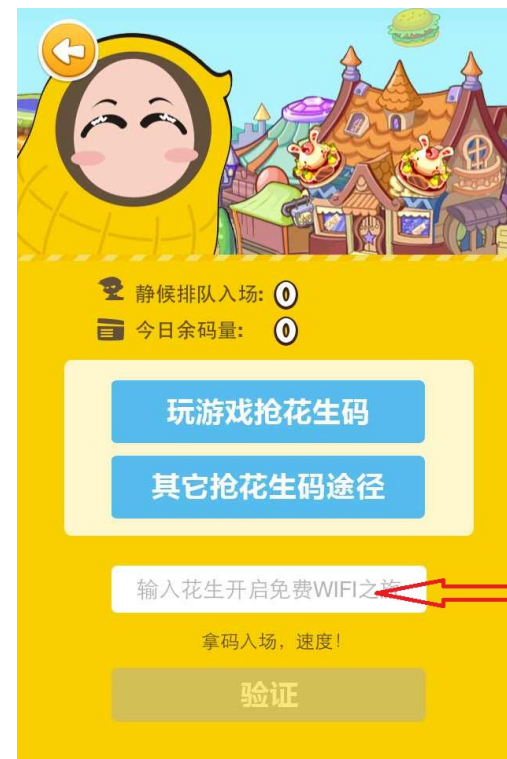 静候排队入场: 0
今日余码量: 0
玩游戏抢花生码
其它抢花生码途径
输入花生开启免费WIFI之旅
拿码入场，速度！
验证